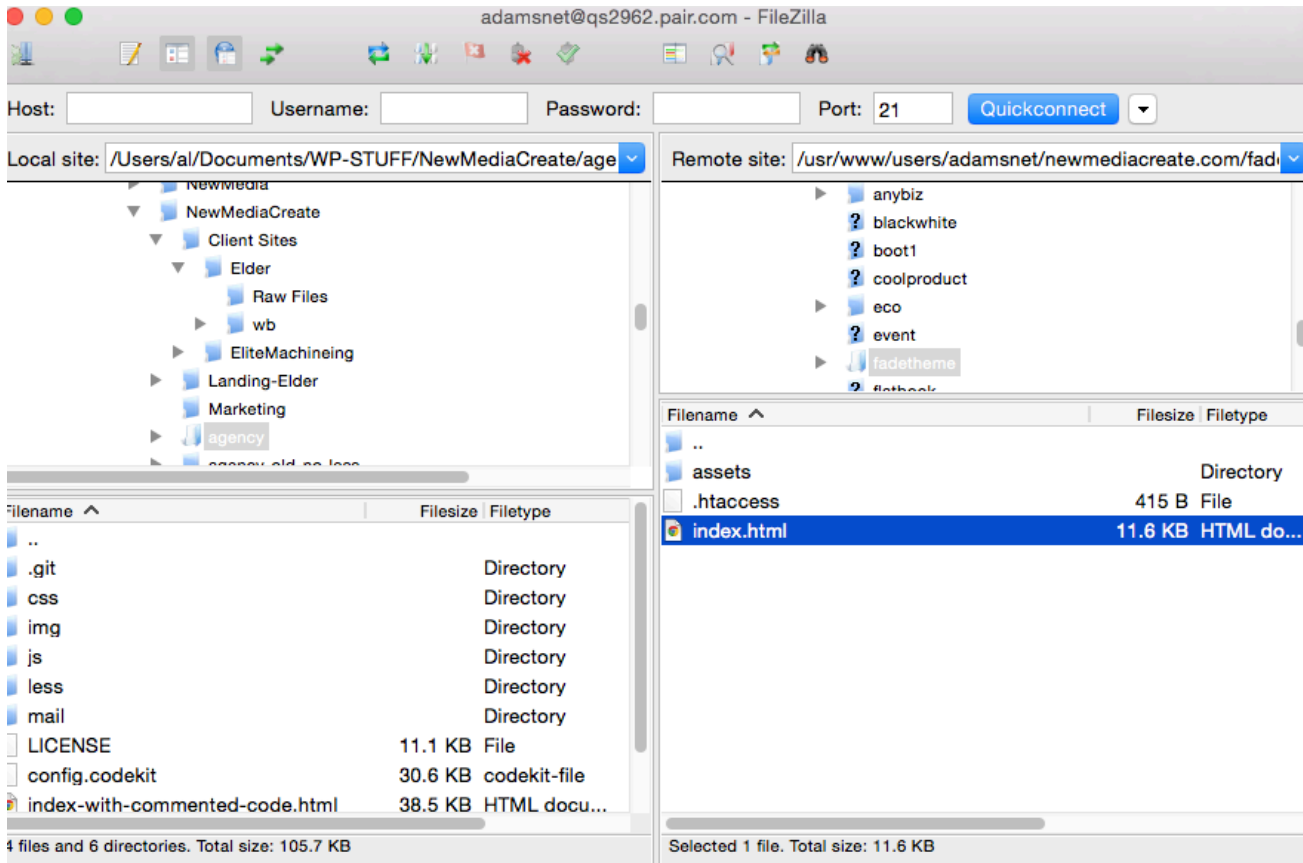 adamsnet@qs2962.pair.com - FileZilla
Host: Username: Password: Port: 21 Quickconnect
Local site: /Users/al/Documents/WP-STUFF/NewMediaCreate/age
NewMedia
NewMediaCreate
Client Sites
Elder
Raw Files
wb
EliteMachineing
Landing-Elder
Marketing
agency
agency-old-no-less
Filename Filesize Filetype
..
.git Directory
css Directory
img Directory
js Directory
less Directory
mail Directory
LICENSE 11.1 KB File
config.codekit 30.6 KB codekit-file
index-with-commented-code.html 38.5 KB HTML docu...
4 files and 6 directories. Total size: 105.7 KB
Remote site: /usr/www/users/adamsnet/newmediacreate.com/fad
anybiz
? blackwhite
? boot1
? coolproduct
eco
? event
fadetheme
? flatbook
Filename Filesize Filetype
..
assets Directory
.htaccess 415 B File
index.html 11.6 KB HTML do...
Selected 1 file. Total size: 11.6 KB